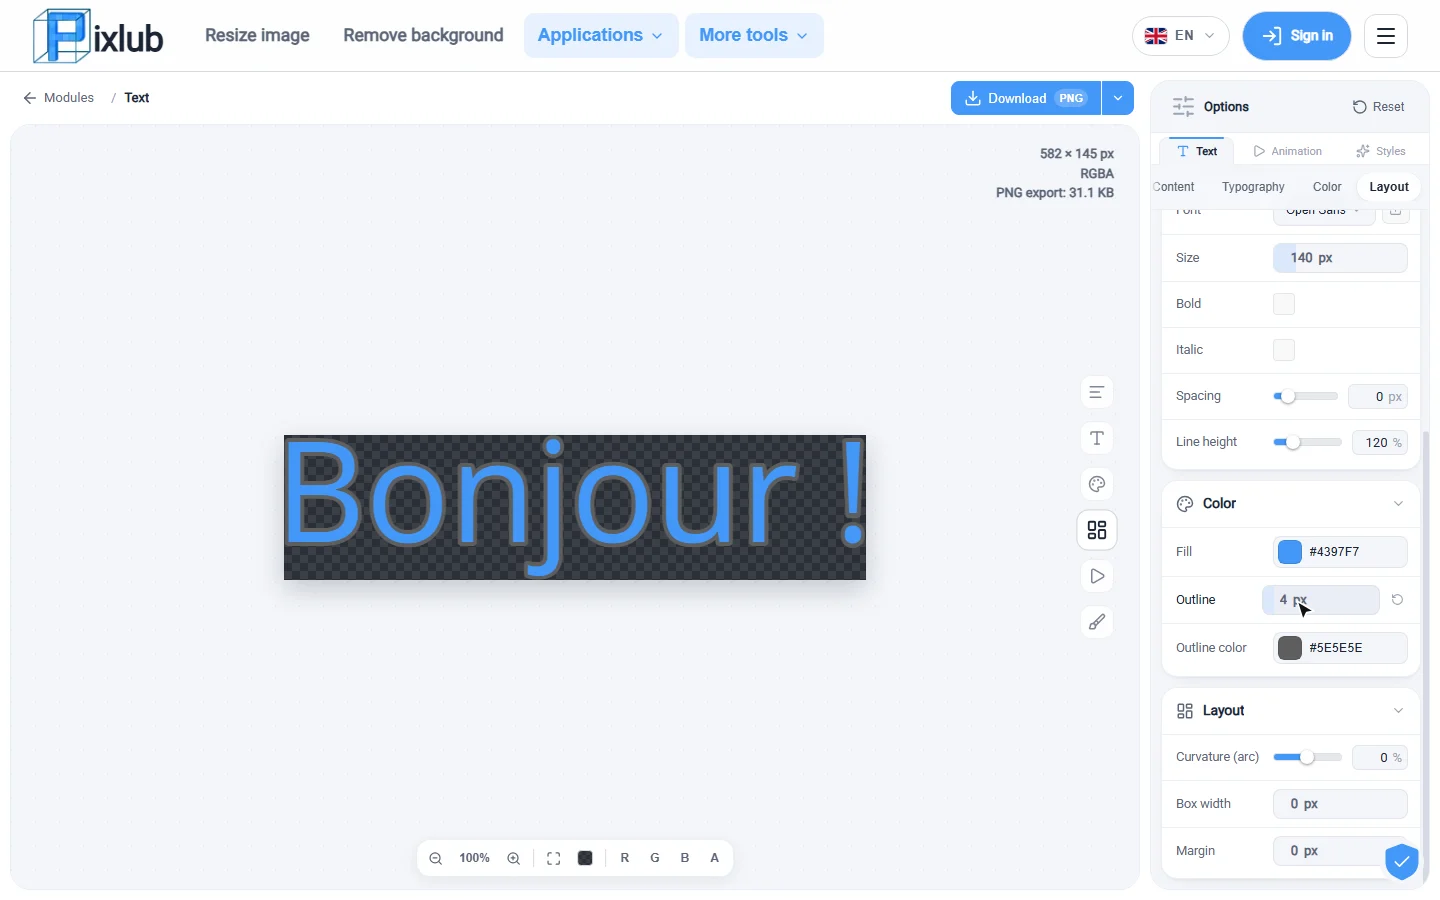 Pixlub
Resize image
Remove background
Applications
More tools
EN
Sign in
Modules / Text
Download PNG
582 × 145 px
RGBA
PNG export: 31.1 KB
Bonjour !
100%
R G B A
Options
Reset
Text
Animation
Styles
Content
Typography
Color
Layout
Font Open Sans
Size 140 px
Bold
Italic
Spacing 0 px
Line height 120 %
Color
Fill #4397F7
Outline 4 px
Outline color #5E5E5E
Layout
Curvature (arc) 0 %
Box width 0 px
Margin 0 px